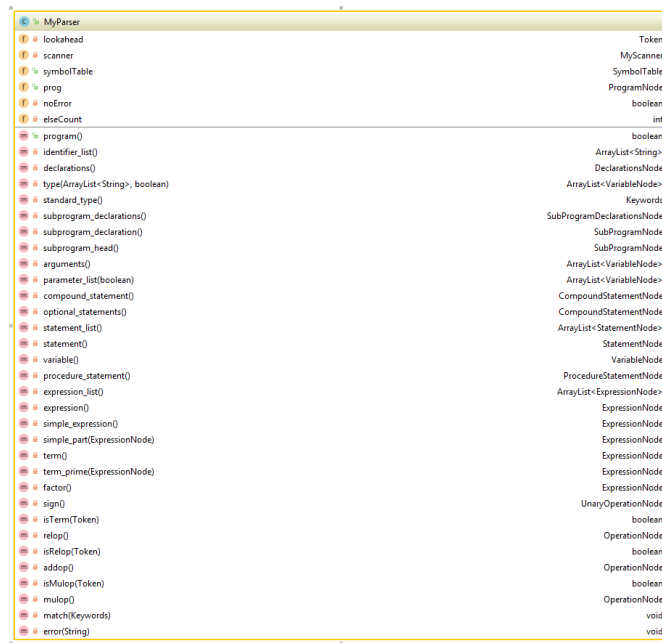 MyParser
lookahead Token
scanner MyScanner
symbolTable SymbolTable
prog ProgramNode
noError boolean
elseCount int
program() boolean
identifier_list() ArrayList<String>
declarations() DeclarationsNode
type(ArrayList<String>, boolean) ArrayList<VariableNode>
standard_type() Keywords
subprogram_declarations() SubProgramDeclarationsNode
subprogram_declaration() SubProgramNode
subprogram_head() SubProgramNode
arguments() ArrayList<VariableNode>
parameter_list(boolean) ArrayList<VariableNode>
compound_statement() CompoundStatementNode
optional_statements() CompoundStatementNode
statement_list() ArrayList<StatementNode>
statement() StatementNode
variable() VariableNode
procedure_statement() ProcedureStatementNode
expression_list() ArrayList<ExpressionNode>
expression() ExpressionNode
simple_expression() ExpressionNode
simple_part(ExpressionNode) ExpressionNode
term() ExpressionNode
term_prime(ExpressionNode) ExpressionNode
factor() ExpressionNode
sign() UnaryOperationNode
isTerm(Token) boolean
relop() OperationNode
isRelop(Token) boolean
addop() OperationNode
isMulop(Token) boolean
mulop() OperationNode
match(Keywords) void
error(String) void